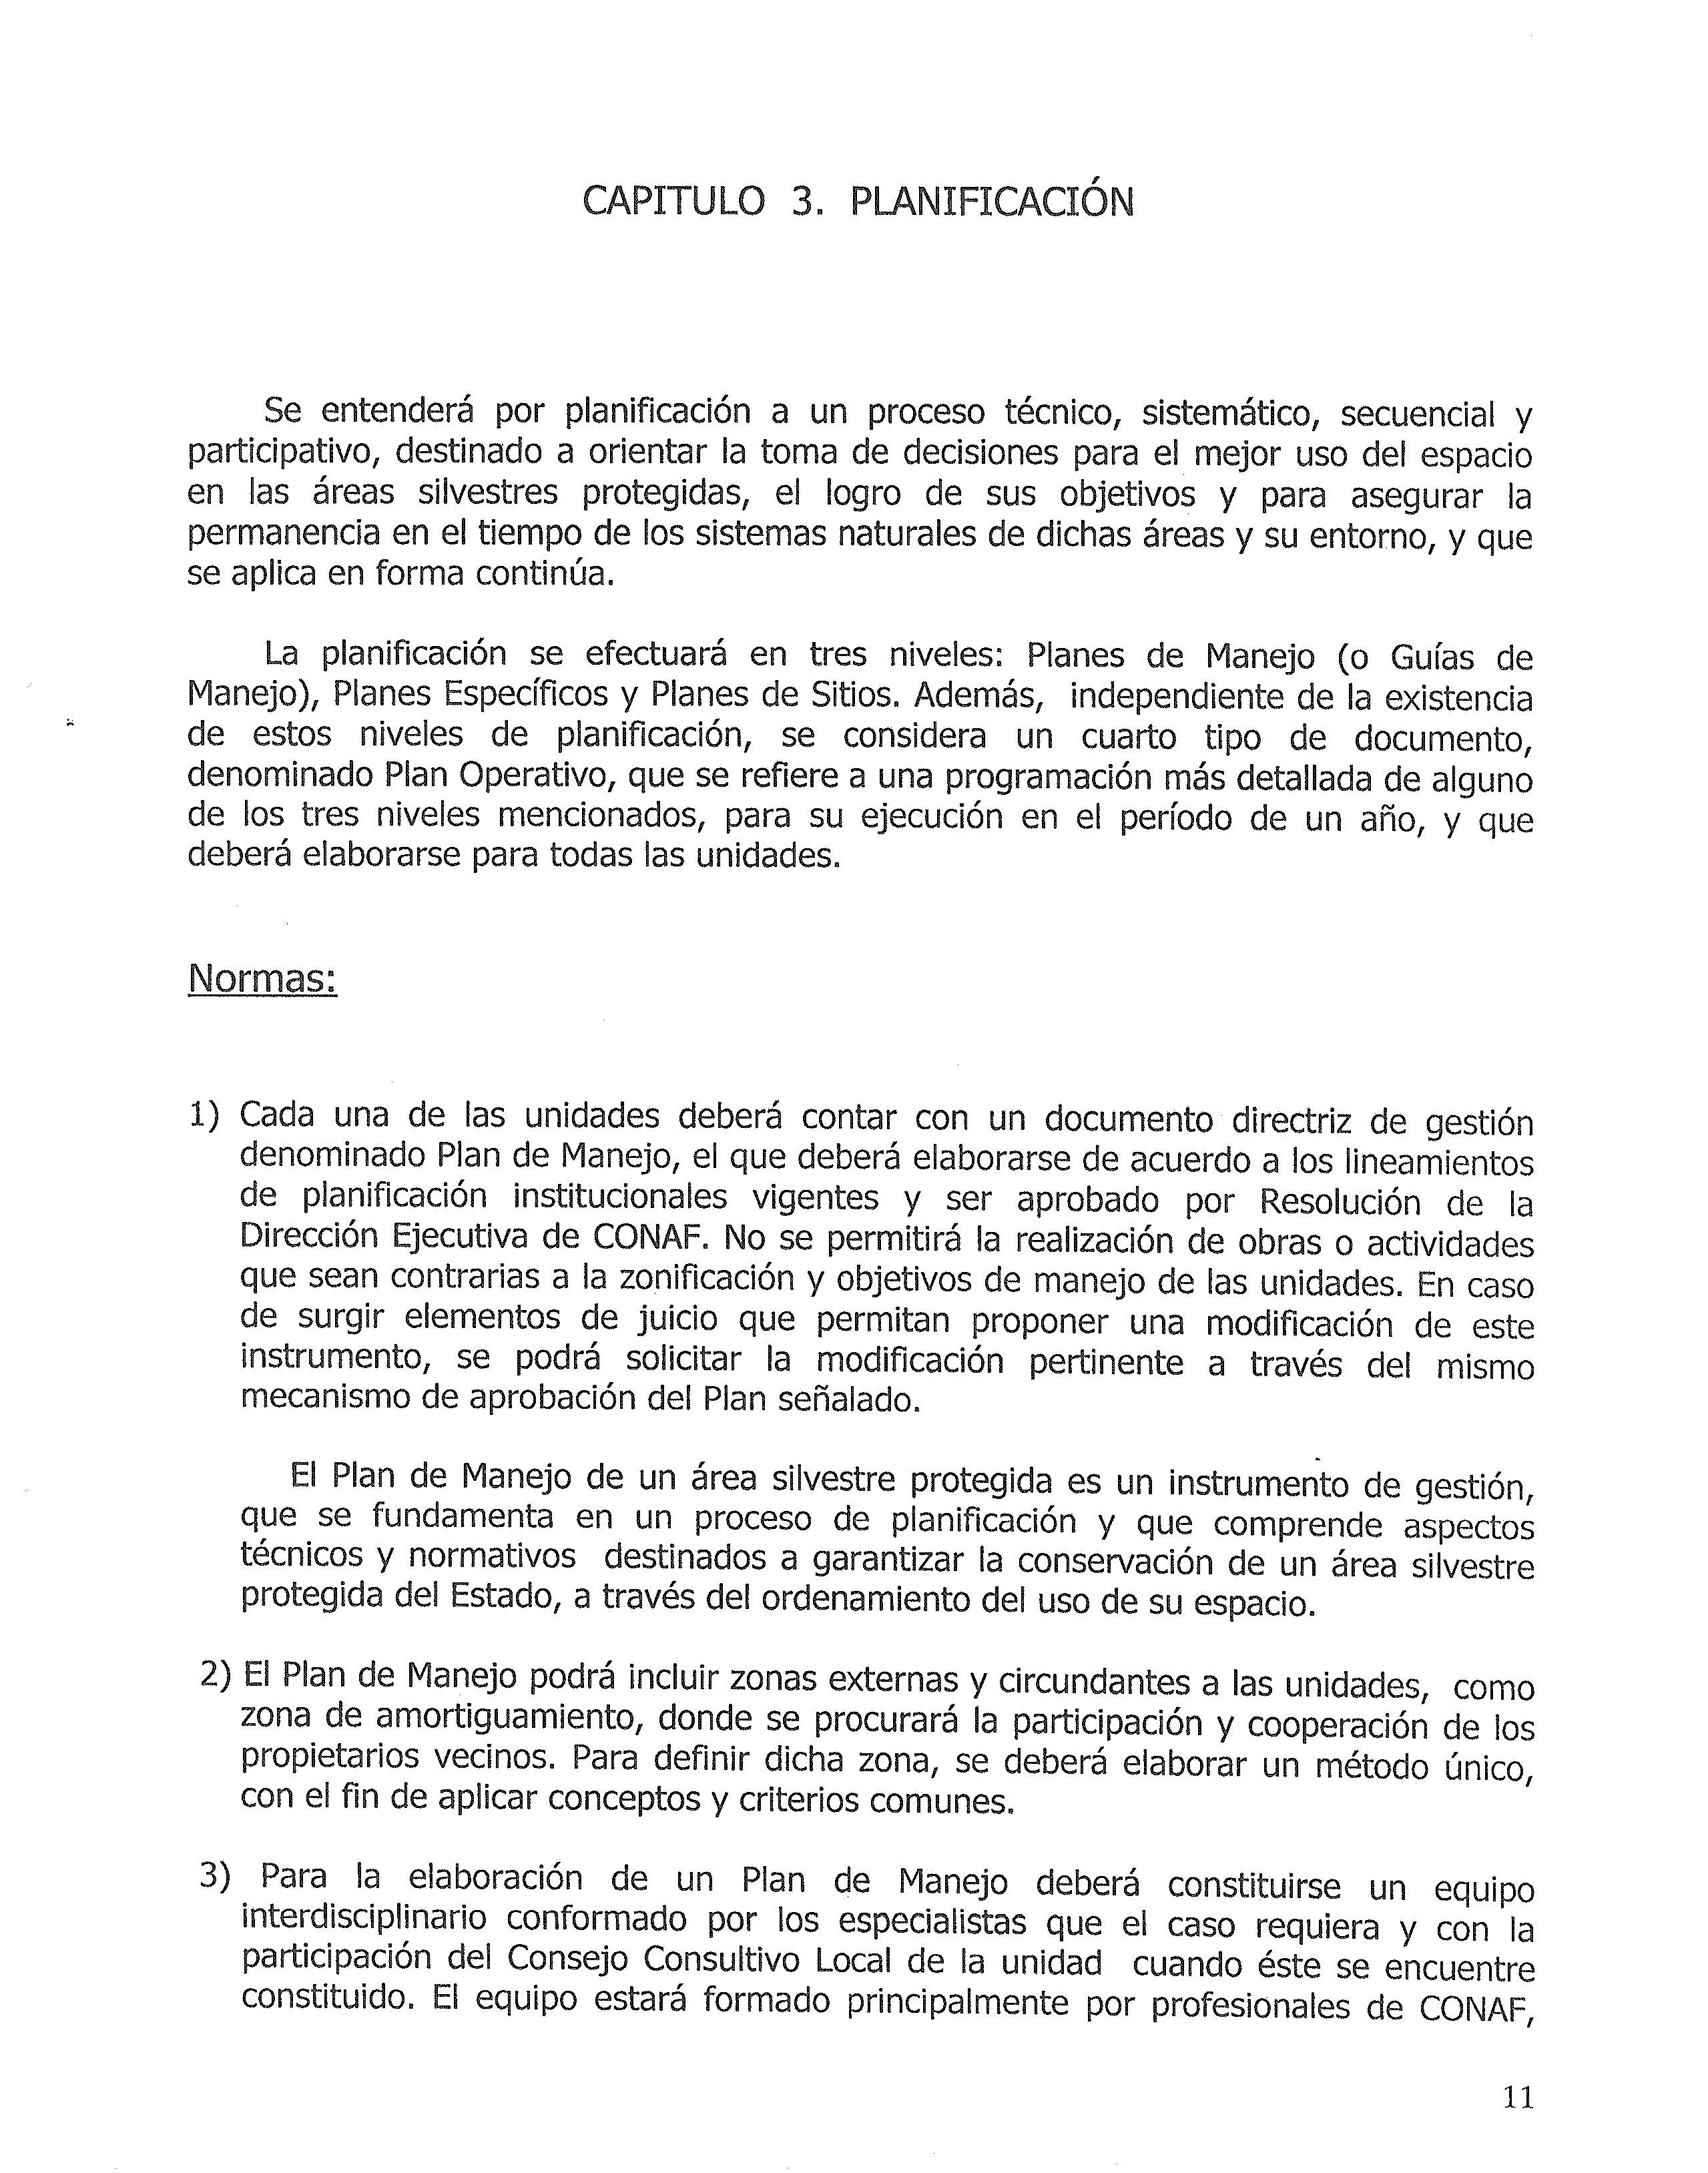 CAPITULO 3. PLANIFICACIÓN
Se entenderá por planificación a un proceso técnico, sistemático, secuencial y
participativo, destinado a orientar la toma de decisiones para el mejor uso del espacio
en las áreas silvestres protegidas, el logro de sus objetivos y para asegurar la
permanencia en el tiempo de los sistemas naturales de dichas áreas y su entorno, y que
se aplica en forma continúa.
La planificación se efectuará en tres niveles: Planes de Manejo (o Guías de
Manejo), Planes Específicos y Planes de Sitios. Además, independiente de la existencia
de estos niveles de planificación, se considera un cuarto tipo de documento,
denominado Plan Operativo, que se refiere a una programación más detallada de alguno
de los tres niveles mencionados, para su ejecución en el período de un año, y que
deberá elaborarse para todas las unidades.
Normas:
1) Cada una de las unidades deberá contar con un documento directriz de gestión
denominado Plan de Manejo, el que deberá elaborarse de acuerdo a los lineamientos
de planificación institucionales vigentes y ser aprobado por Resolución de la
Dirección Ejecutiva de CONAF. No se permitirá la realización de obras o actividades
que sean contrarias a la zonificación y objetivos de manejo de las unidades. En caso
de surgir elementos de juicio que permitan proponer una modificación de este
instrumento, se podrá solicitar la modificación pertinente a través del mismo
mecanismo de aprobación del Plan señalado.
El Plan de Manejo de un área silvestre protegida es un instrumento de gestión,
que se fundamenta en un proceso de planificación y que comprende aspectos
técnicos y normativos destinados a garantizar la conservación de un área silvestre
protegida del Estado, a través del ordenamiento del uso de su espacio.
2) El Plan de Manejo podrá incluir zonas externas y circundantes a las unidades, como
zona de amortiguamiento, donde se procurará la participación y cooperación de los
propietarios vecinos. Para definir dicha zona, se deberá elaborar un método único,
con el fin de aplicar conceptos y criterios comunes.
3) Para la elaboración de un Plan de Manejo deberá constituirse un equipo
interdisciplinario conformado por los especialistas que el caso requiera y con la
participación del Consejo Consultivo Local de la unidad cuando éste se encuentre
constituido. El equipo estará formado principalmente por profesionales de CONAF,
11